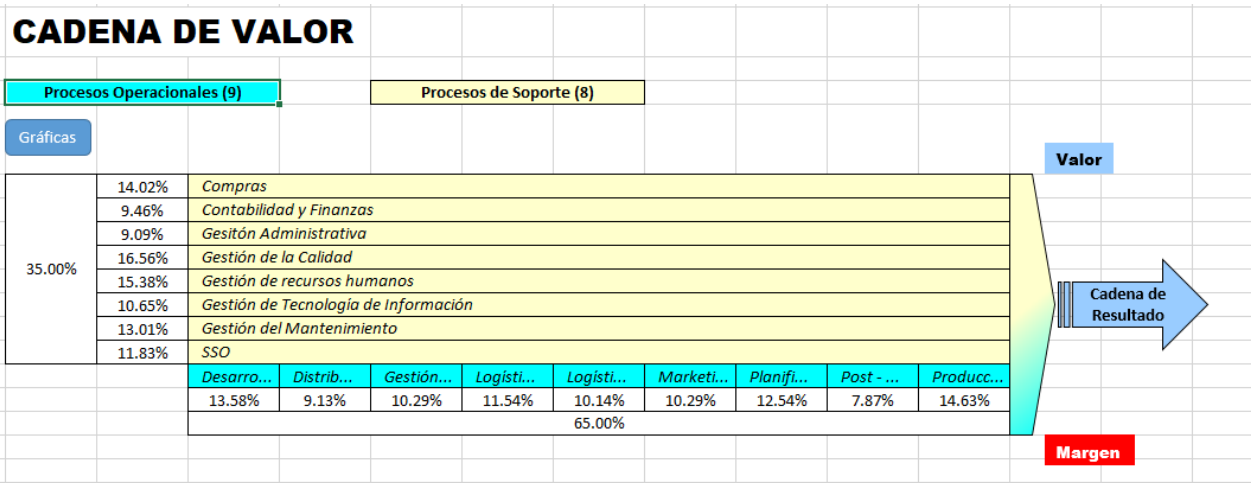 CADENA DE VALOR
Procesos Operacionales (9) Procesos de Soporte (8)
Gráficas
Valor
35.00%
14.02% Compras
9.46% Contabilidad y Finanzas
9.09% Gesitón Administrativa
16.56% Gestión de la Calidad
15.38% Gestión de recursos humanos
10.65% Gestión de Tecnología de Información
13.01% Gestión del Mantenimiento
11.83% SSO
Cadena de
Resultado
Desarro... Distrib... Gestión... Logísti... Logísti... Marketi... Planifi... Post - ... Producc...
13.58% 9.13% 10.29% 11.54% 10.14% 10.29% 12.54% 7.87% 14.63%
65.00%
Margen